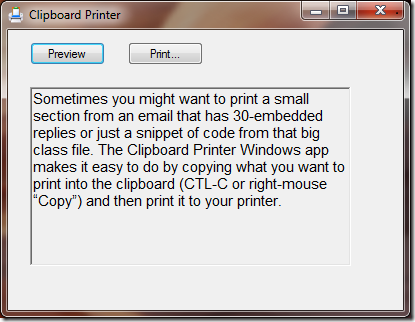 Clipboard Printer
Preview Print...
Sometimes you might want to print a small
section from an email that has 30-embedded
replies or just a snippet of code from that big
class file. The Clipboard Printer Windows app
makes it easy to do by copying what you want to
print into the clipboard (CTL-C or right-mouse
“Copy”) and then print it to your printer.